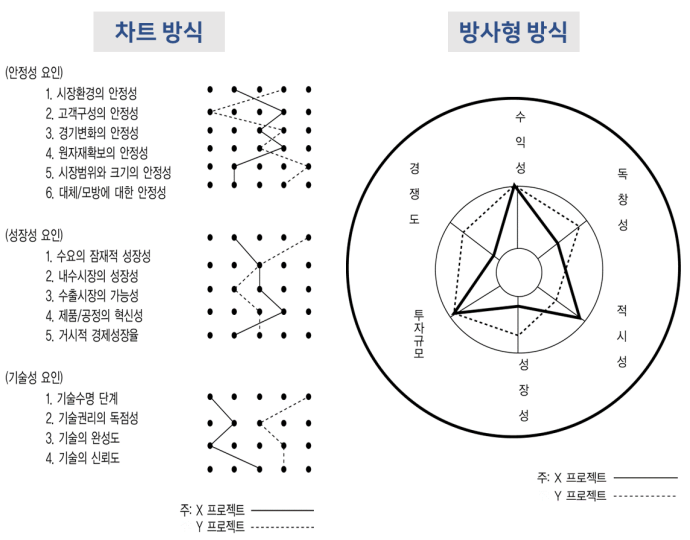 차트 방식
(안정성 요인)
1. 시장환경의 안정성
2. 고객구성의 안정성
3. 경기변화의 안정성
4. 원자재확보의 안정성
5. 시장범위와 크기의 안정성
6. 대체/모방에 대한 안정성
(성장성 요인)
1. 수요의 잠재적 성장성
2. 내수시장의 성장성
3. 수출시장의 가능성
4. 제품/공정의 혁신성
5. 거시적 경제성장율
(기술성 요인)
1. 기술수명 단계
2. 기술권리의 독점성
3. 기술의 완성도
4. 기술의 신뢰도
주: X 프로젝트
Y 프로젝트
방사형 방식
수익성
독창성
적시성
성장성
투자규모
경쟁도
주: X 프로젝트
Y 프로젝트